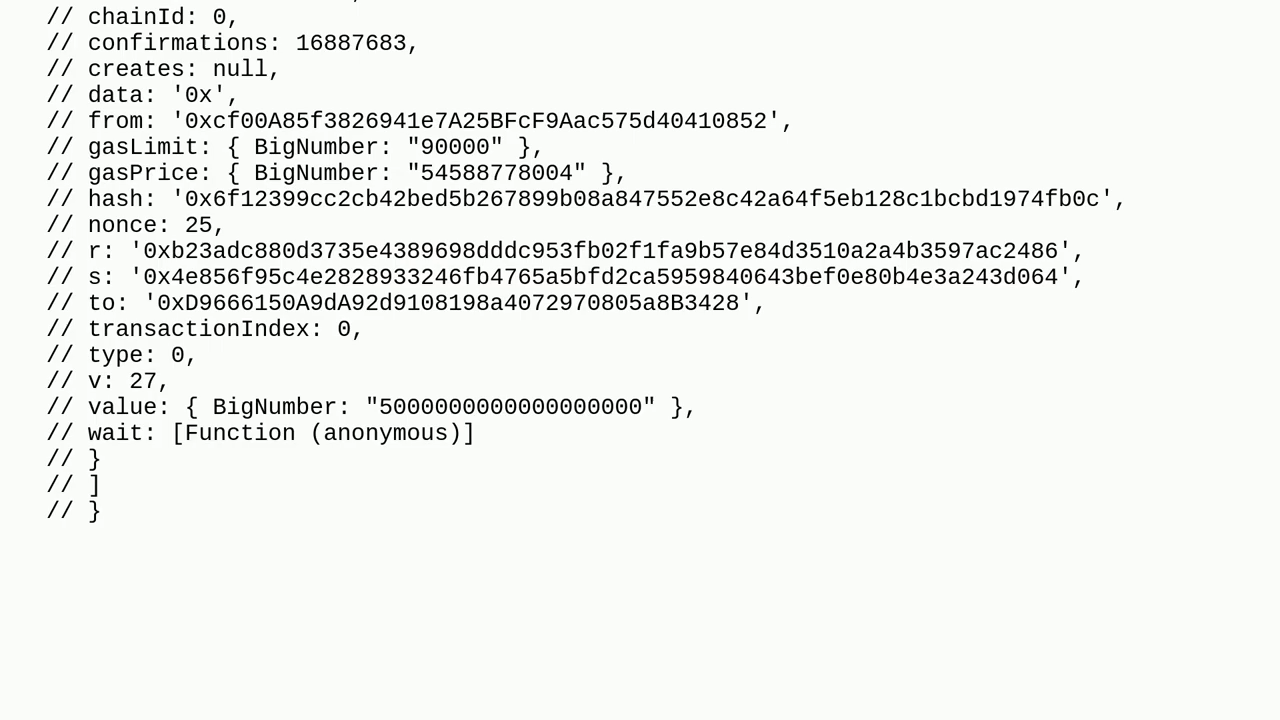 // chainId: 0,
// confirmations: 16887683,
// creates: null,
// data: '0x',
// from: '0xcf00A85f3826941e7A25BFcF9Aac575d40410852',
// gasLimit: { BigNumber: "90000" },
// gasPrice: { BigNumber: "54588778004" },
// hash: '0x6f12399cc2cb42bed5b267899b08a847552e8c42a64f5eb128c1bcbd1974fb0c',
// nonce: 25,
// r: '0xb23adc880d3735e4389698dddc953fb02f1fa9b57e84d3510a2a4b3597ac2486',
// s: '0x4e856f95c4e2828933246fb4765a5bfd2ca5959840643bef0e80b4e3a243d064',
// to: '0xD9666150A9dA92d9108198a4072970805a8B3428',
// transactionIndex: 0,
// type: 0,
// v: 27,
// value: { BigNumber: "5000000000000000000" },
// wait: [Function (anonymous)]
// }
// ]
// }